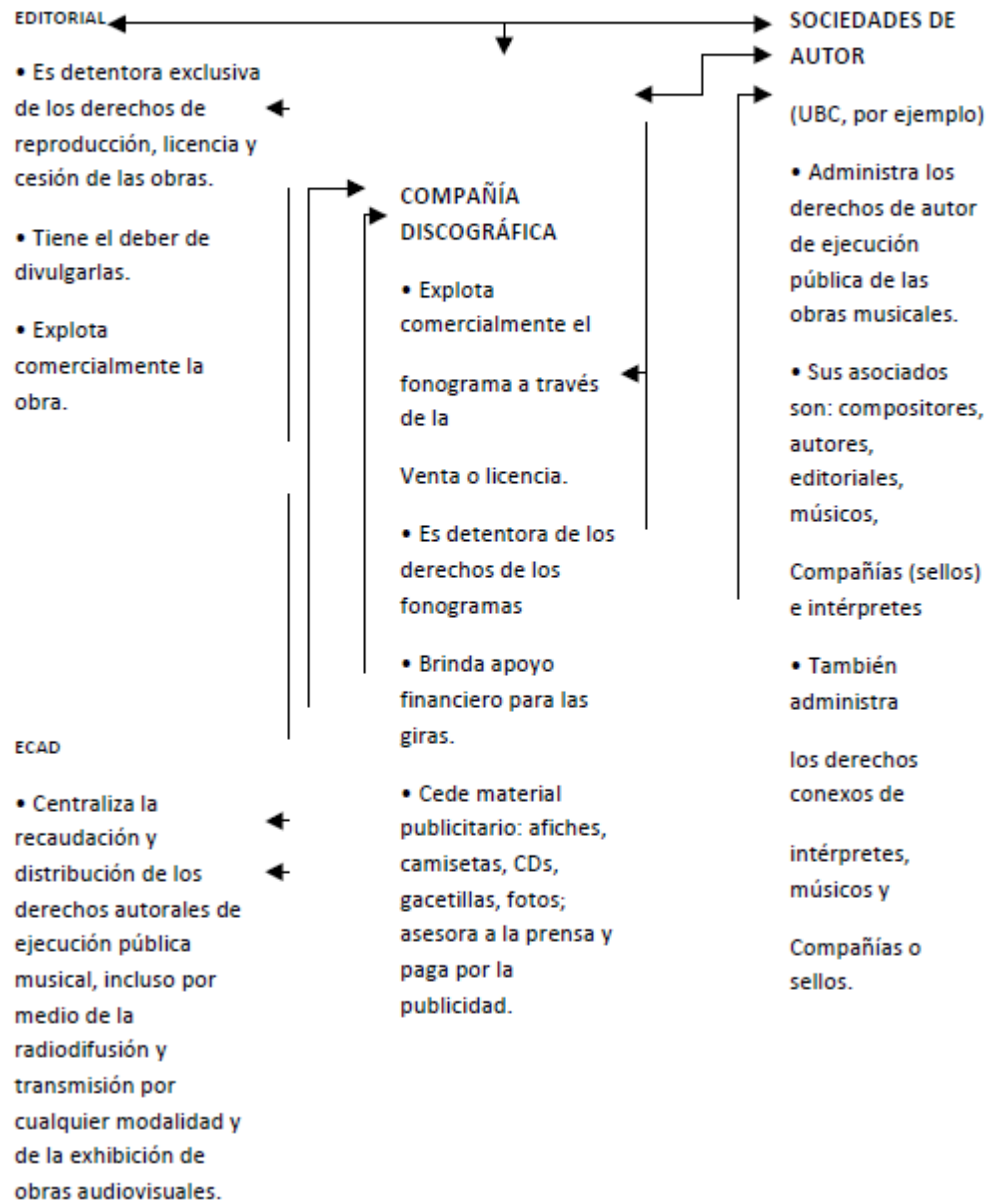 EDITORIAL
• Es detentora exclusiva
de los derechos de
reproducción, licencia y
cesión de las obras.
• Tiene el deber de
divulgarlas.
• Explota
comercialmente la
obra.
ECAD
• Centraliza la
recaudación y
distribución de los
derechos autorales de
ejecución pública
musical, incluso por
medio de la
radiodifusión y
transmisión por
cualquier modalidad y
de la exhibición de
obras audiovisuales.
COMPAÑÍA
DISCOGRÁFICA
• Explota
comercialmente el
fonograma a través
de la
Venta o licencia.
• Es detentora de los
derechos de los
fonogramas
• Brinda apoyo
financiero para las
giras.
• Cede material
publicitario: afiches,
camisetas, CDs,
gacetillas, fotos;
asesora a la prensa y
paga por la
publicidad.
SOCIEDADES DE
AUTOR
(UBC, por ejemplo)
• Administra los
derechos de autor
de ejecución
pública de las
obras musicales.
• Sus asociados
son: compositores,
autores,
editoriales,
músicos,
Compañías (sellos)
e intérpretes
• También
administra
los derechos
conexos de
intérpretes,
músicos y
Compañías o
sellos.